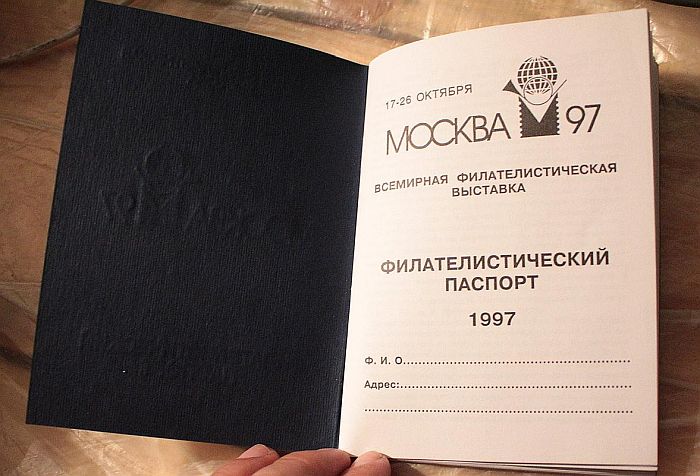 17-26 ОКТЯБРЯ
МОСКВА 97
ВСЕМИРНАЯ ФИЛАТЕЛИСТИЧЕСКАЯ
ВЫСТАВКА
ФИЛАТЕЛИСТИЧЕСКИЙ
ПАСПОРТ
1997
Ф. И. О.
Адрес: